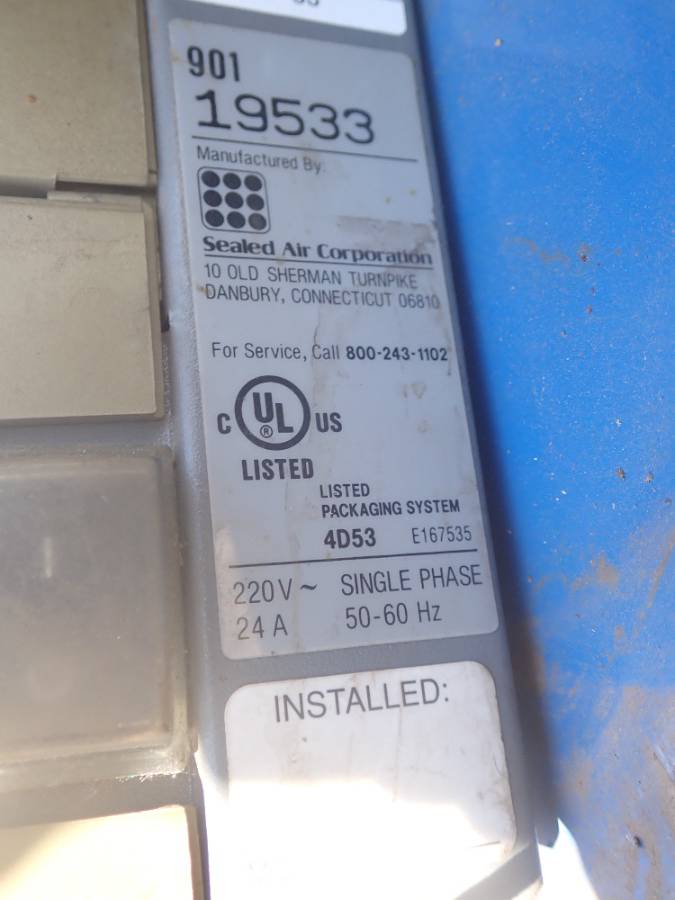 901
19533
Manufactured By:
Sealed Air Corporation
10 OLD SHERMAN TURNPIKE
DANBURY, CONNECTICUT 06810
For Service, Call 800-243-1102
C UL ® US
LISTED
LISTED
PACKAGING SYSTEM
4D53 E167535
220V~ SINGLE PHASE
24 A 50-60 Hz
INSTALLED: